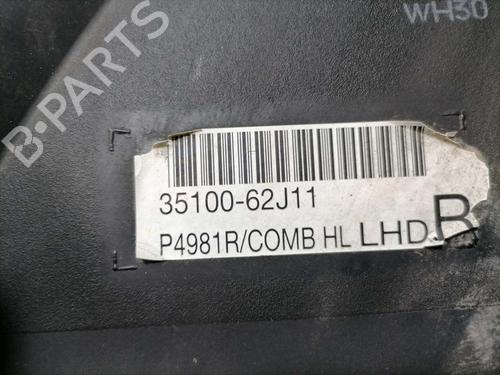 WH30
B-PARTS
35100-62J11
P4981R/COMB HL LHD R